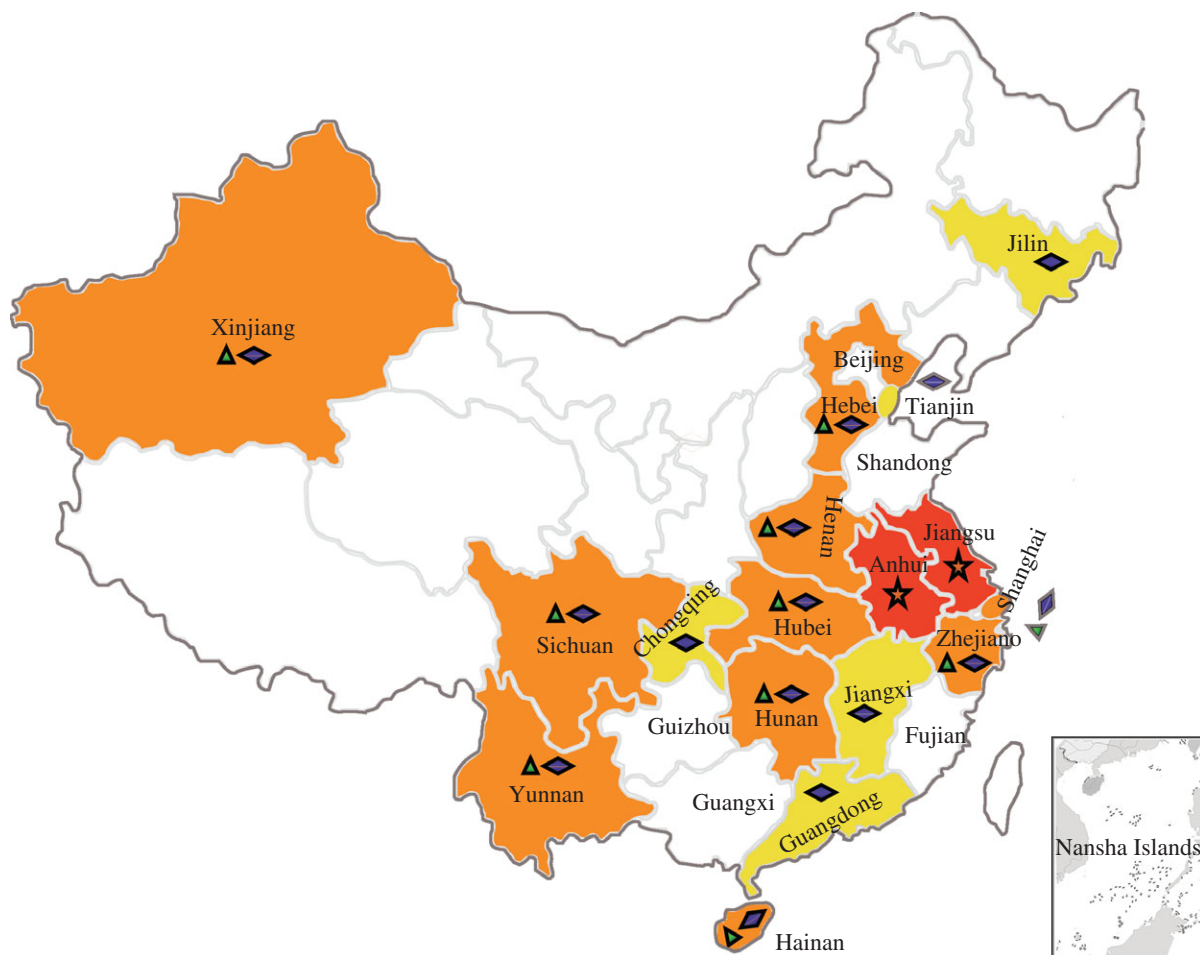 Jilin
Xinjiang
Beijing
Hebei
Tianjin
Shandong
Henan
Jiangsu
Anhui
Shanghai
Chongqing
Hubei
Sichuan
Zhejiano
Jiangxi
Hunan
Guizhou
Fujian
Yunnan
Guangxi
Guangdong
Nansha Islands
Hainan